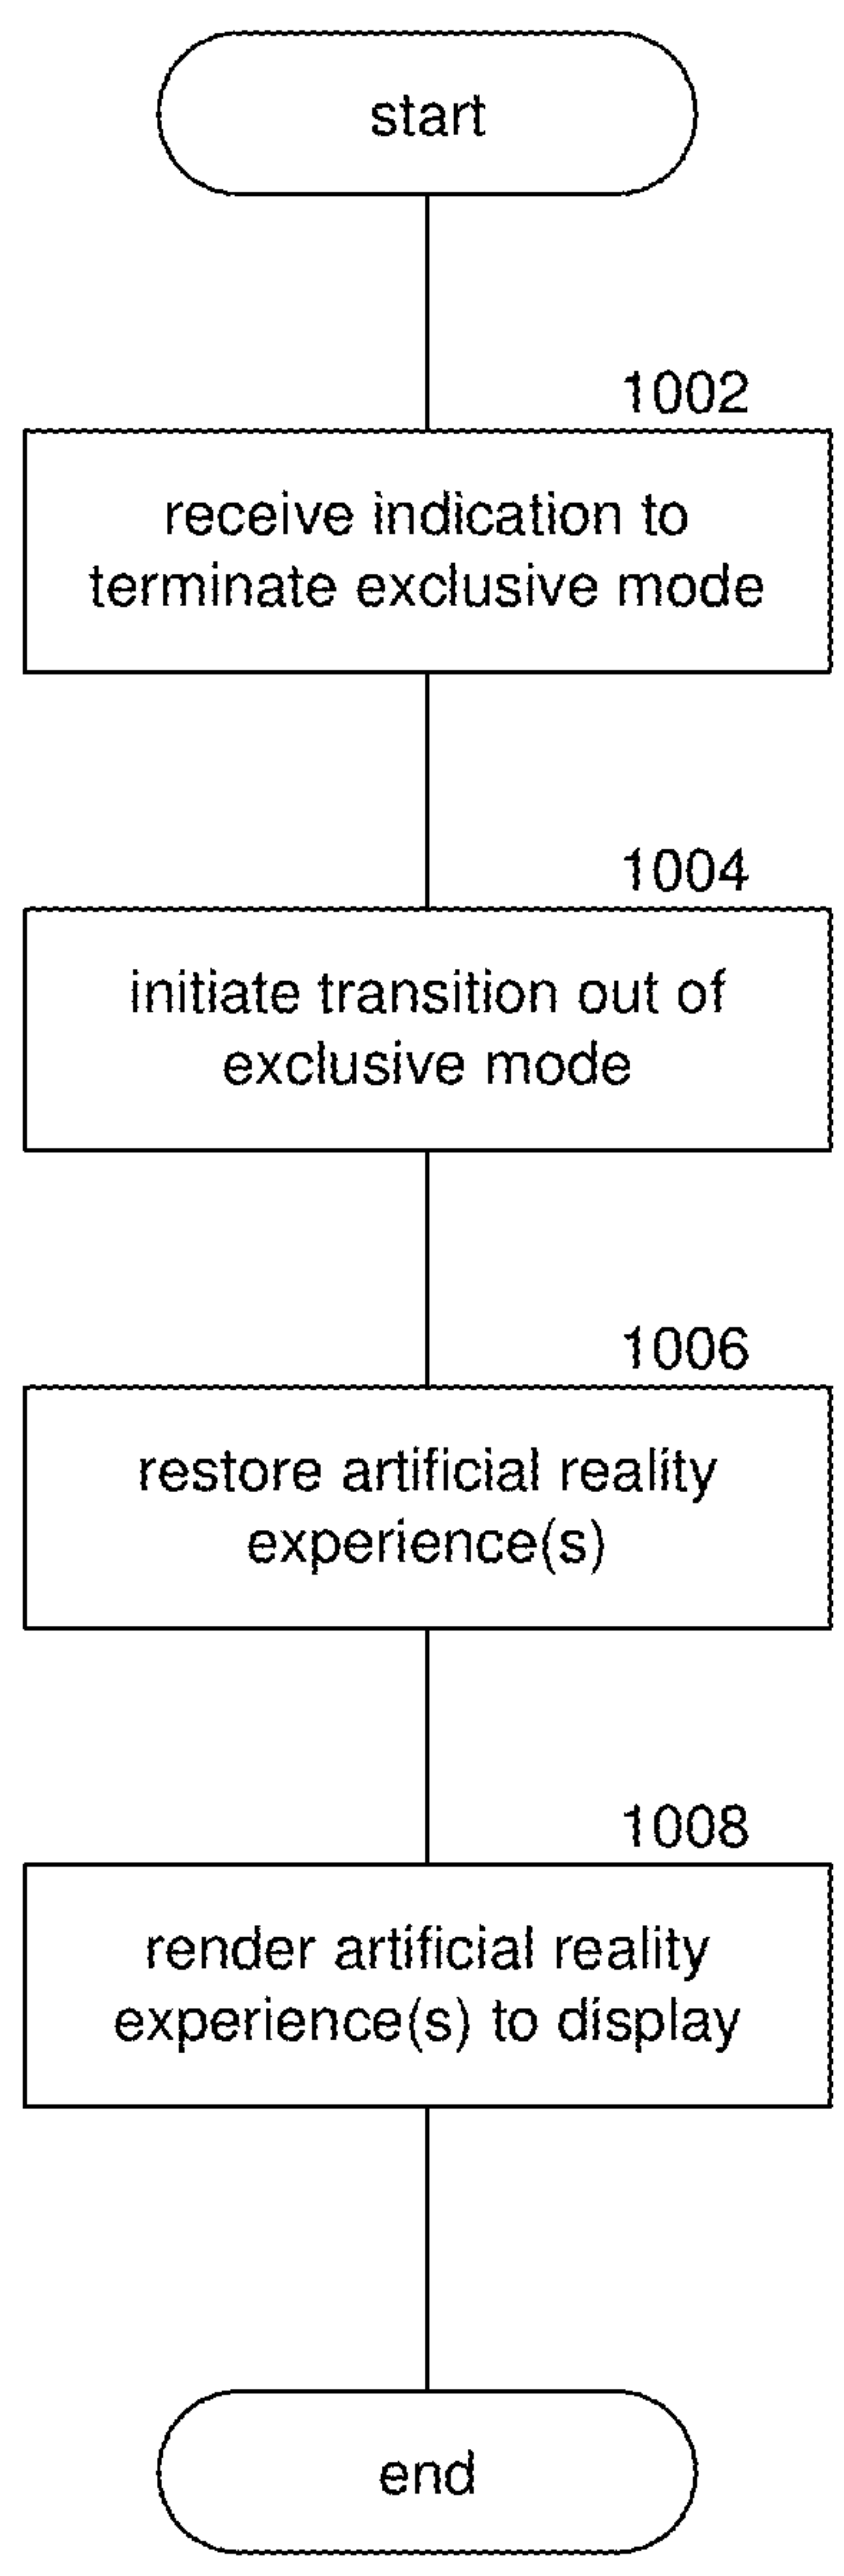 start
1002
receive indication to
terminate exclusive mode
1004
initiate transition out of
exclusive mode
1006
restore artificial reality
experience(s)
1008
render artificial reality
experience(s) to display
end